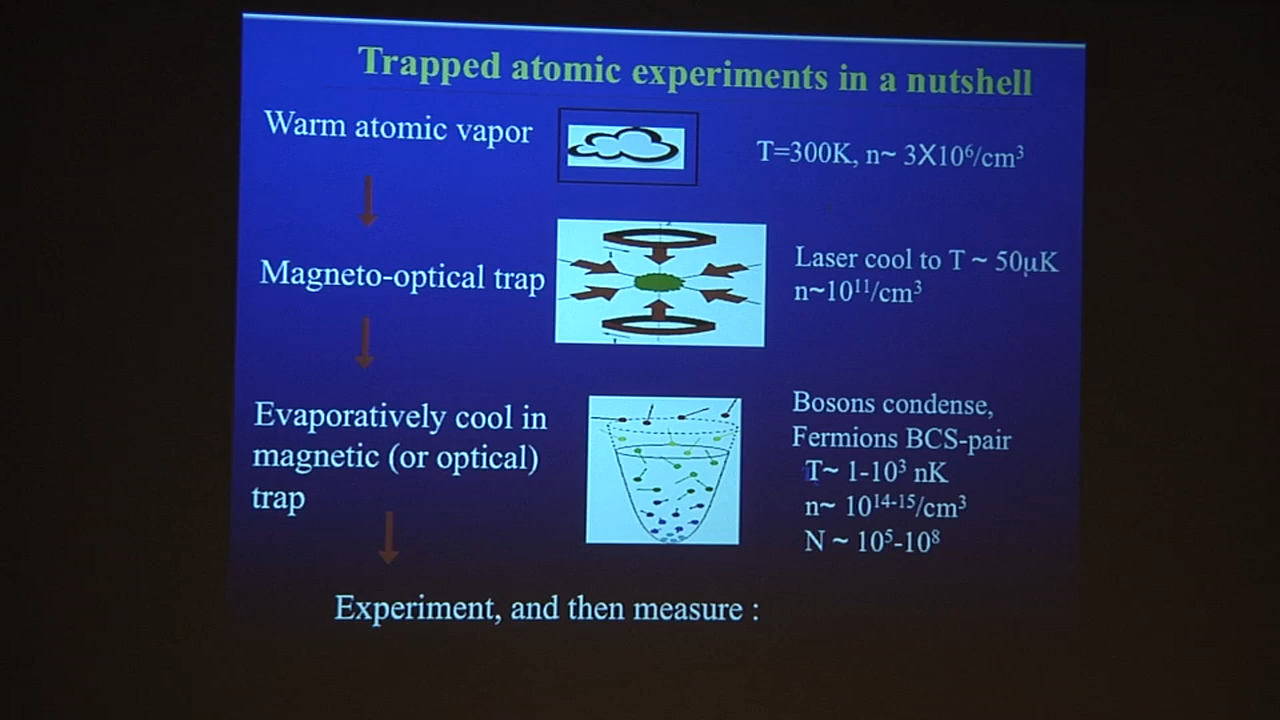 Trapped atomic experiments in a nutshell
Warm atomic vapor
T=300K, n~ 3X10⁶/cm³
Magneto-optical trap
Laser cool to T ~ 50μK
n~10¹¹/cm³
Evaporatively cool in
magnetic (or optical)
trap
Bosons condense,
Fermions BCS-pair
T~ 1-10³ nK
n~ 10¹⁴⁻¹⁵/cm³
N ~ 10⁵-10⁸
Experiment, and then measure :